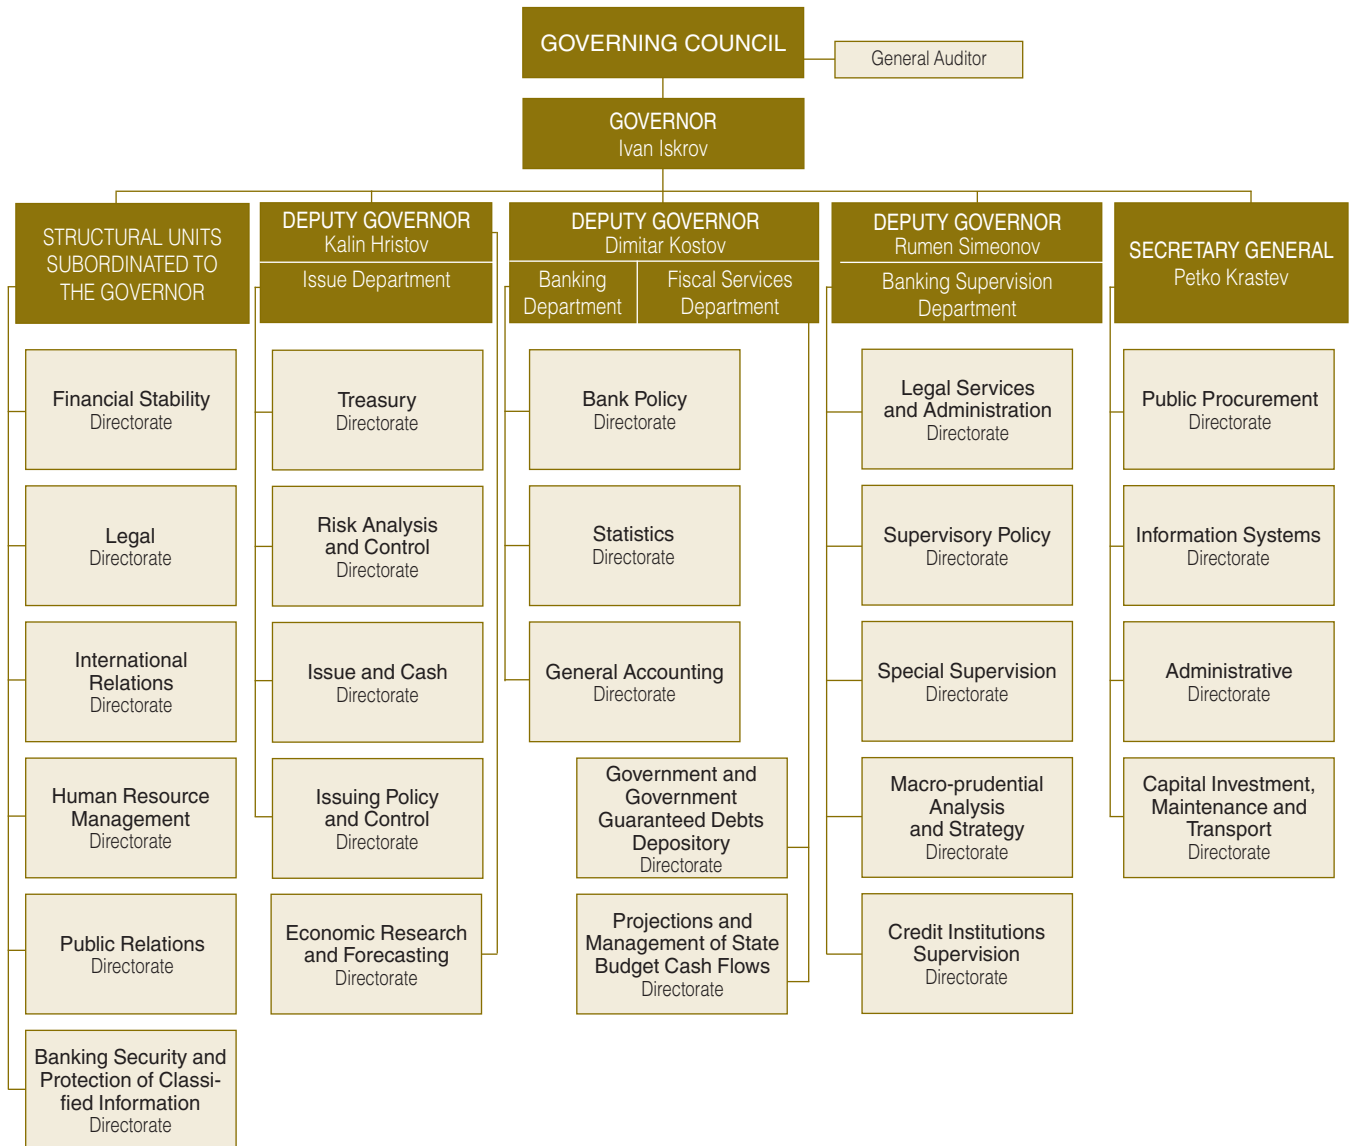 GOVERNING COUNCIL
General Auditor
GOVERNOR
Ivan Iskrov
STRUCTURAL UNITS
SUBORDINATED TO
THE GOVERNOR
Financial Stability
Directorate
Legal
Directorate
International
Relations
Directorate
Human Resource
Management
Directorate
Public Relations
Directorate
Banking Security and
Protection of Classi-
fied Information
Directorate
DEPUTY GOVERNOR
Kalin Hristov
Issue Department
Treasury
Directorate
Risk Analysis
and Control
Directorate
Issue and Cash
Directorate
Issuing Policy
and Control
Directorate
Economic Research
and Forecasting
Directorate
DEPUTY GOVERNOR
Dimitar Kostov
Banking
Department
Fiscal Services
Department
Bank Policy
Directorate
Statistics
Directorate
General Accounting
Directorate
Government and
Government
Guaranteed Debts
Depository
Directorate
Projections and
Management of State
Budget Cash Flows
Directorate
DEPUTY GOVERNOR
Rumen Simeonov
Banking Supervision
Department
Legal Services
and Administration
Directorate
Supervisory Policy
Directorate
Special Supervision
Directorate
Macro-prudential
Analysis
and Strategy
Directorate
Credit Institutions
Supervision
Directorate
SECRETARY GENERAL
Petko Krastev
Public Procurement
Directorate
Information Systems
Directorate
Administrative
Directorate
Capital Investment,
Maintenance and
Transport
Directorate